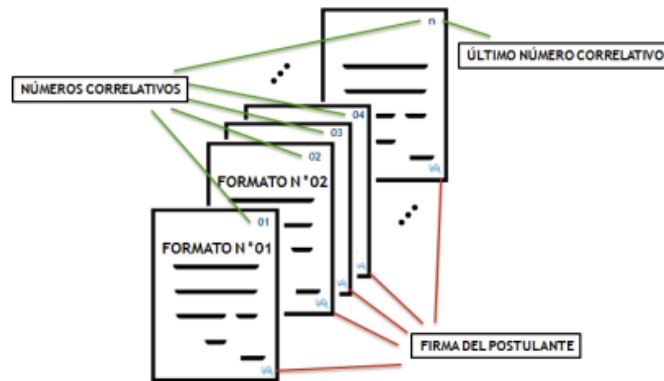 n
ÚLTIMO NÚMERO CORRELATIVO
NÚMEROS CORRELATIVOS
04
03
02
FORMATO N°02
01
FORMATO N°01
FIRMA DEL POSTULANTE